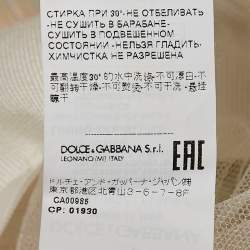 СТИРКА ПРИ 30°-НЕ ОТБЕЛИВАТЬ
-НЕ СУШИТЬ В БАРАБАНЕ-
СУШИТЬ В ПОДВЕШЕННОМ
СОСТОЯНИИ-НЕЛЬЗЯ ГЛАДИТЬ-
ХИМЧИСТКА НЕ РАЗРЕШЕНА
最高温度30°的水中洗涤-不可漂白-不
可翻转干燥-不可熨烫-不可干洗-悬挂
晾干
DOLCE & GABBANA S.r.l.
LEGNANO (MI) ITALY
EAC
ドルチェ・アンド・ガッバーナ・ジャパン(株)
東京都港区北青山3-6-7-8F
CA00985
CP: 01930